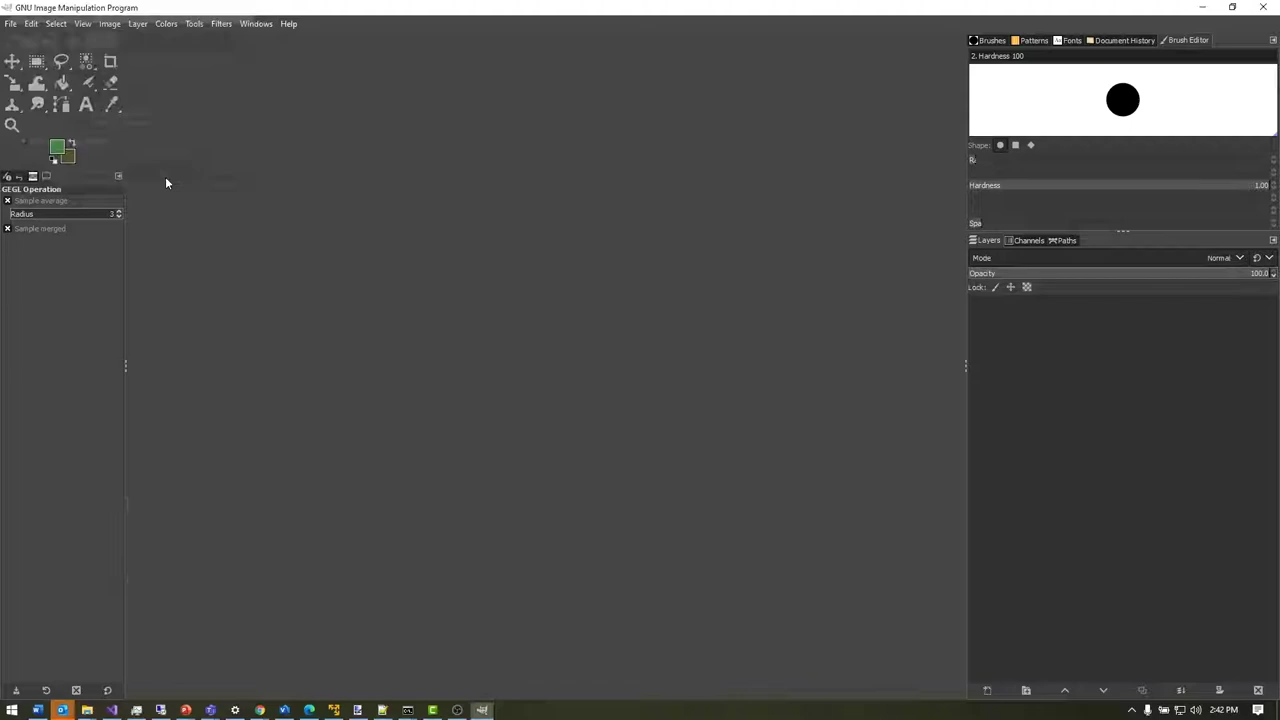 GNU Image Manipulation Program
File Edit Select View Image Layer Colors Tools Filters Windows Help
Brushes Patterns Aa Fonts Document History Brush Editor
2. Hardness 100
Shape:
Hardness 1.00
Spa
GEGL Operation
Sample average
Radius 3
Sample merged
Layers Channels Paths
Mode Normal
Opacity 100.0
Lock:
2:42 PM